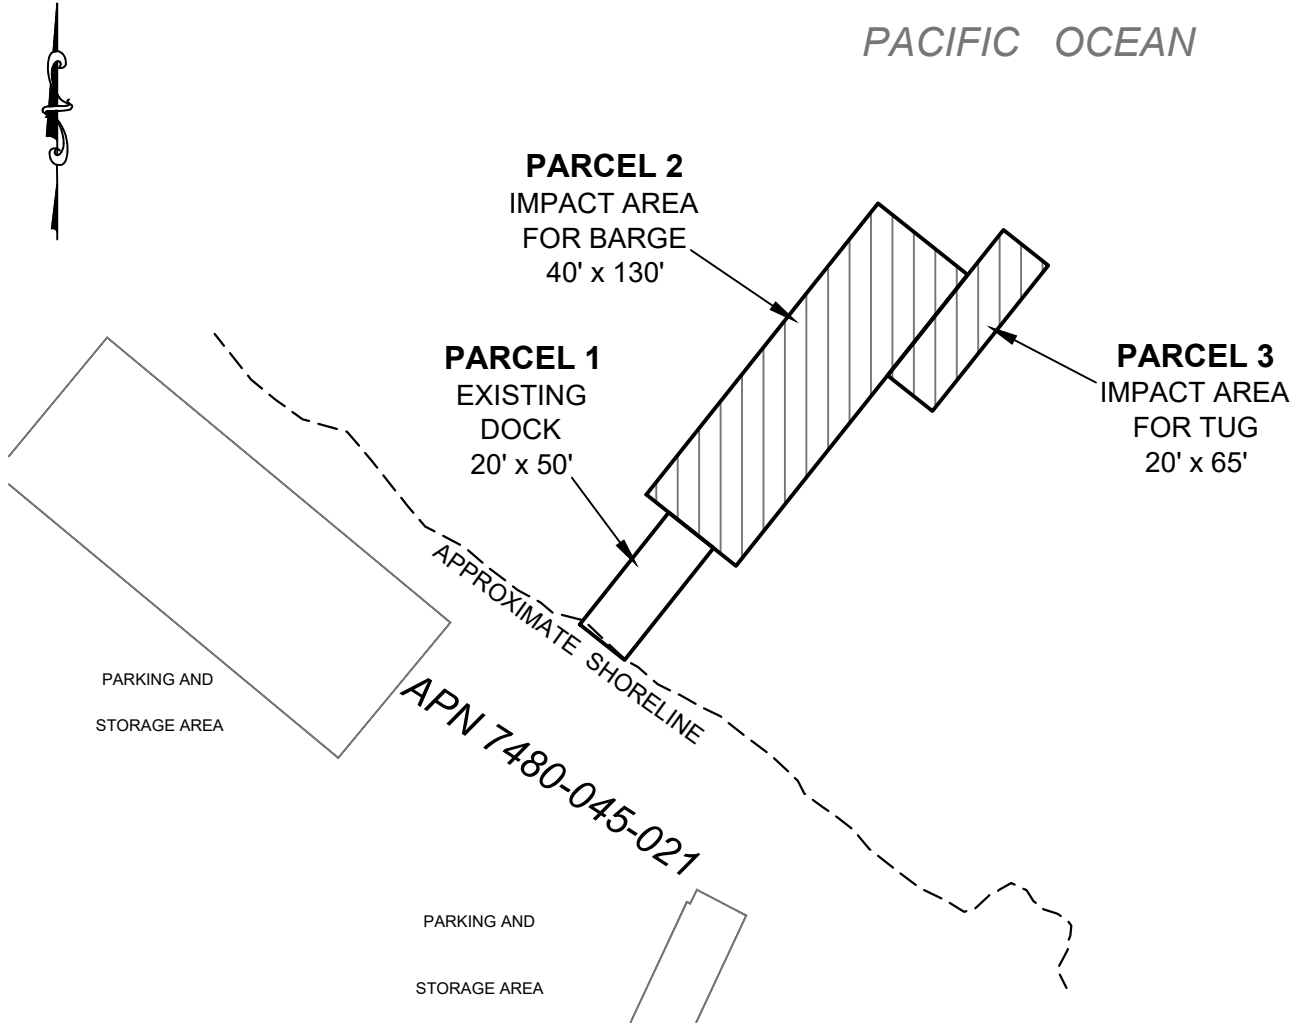 PACIFIC OCEAN
PARCEL 2
IMPACT AREA
FOR BARGE
40' x 130'
PARCEL 1
EXISTING
DOCK
20' x 50'
PARCEL 3
IMPACT AREA
FOR TUG
20' x 65'
APPROXIMATE SHORELINE
APN 7480-045-021
PARKING AND
STORAGE AREA
PARKING AND
STORAGE AREA